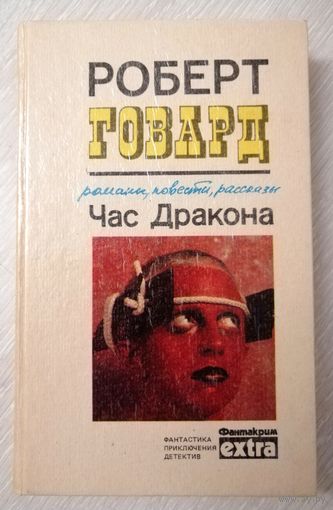 РОБЕРТ
ГОВАРД
романы, повести, рассказы
Час Дракона
ФАНТАСТИКА
ПРИКЛЮЧЕНИЯ
ДЕТЕКТИВ
Фантакрим
extra